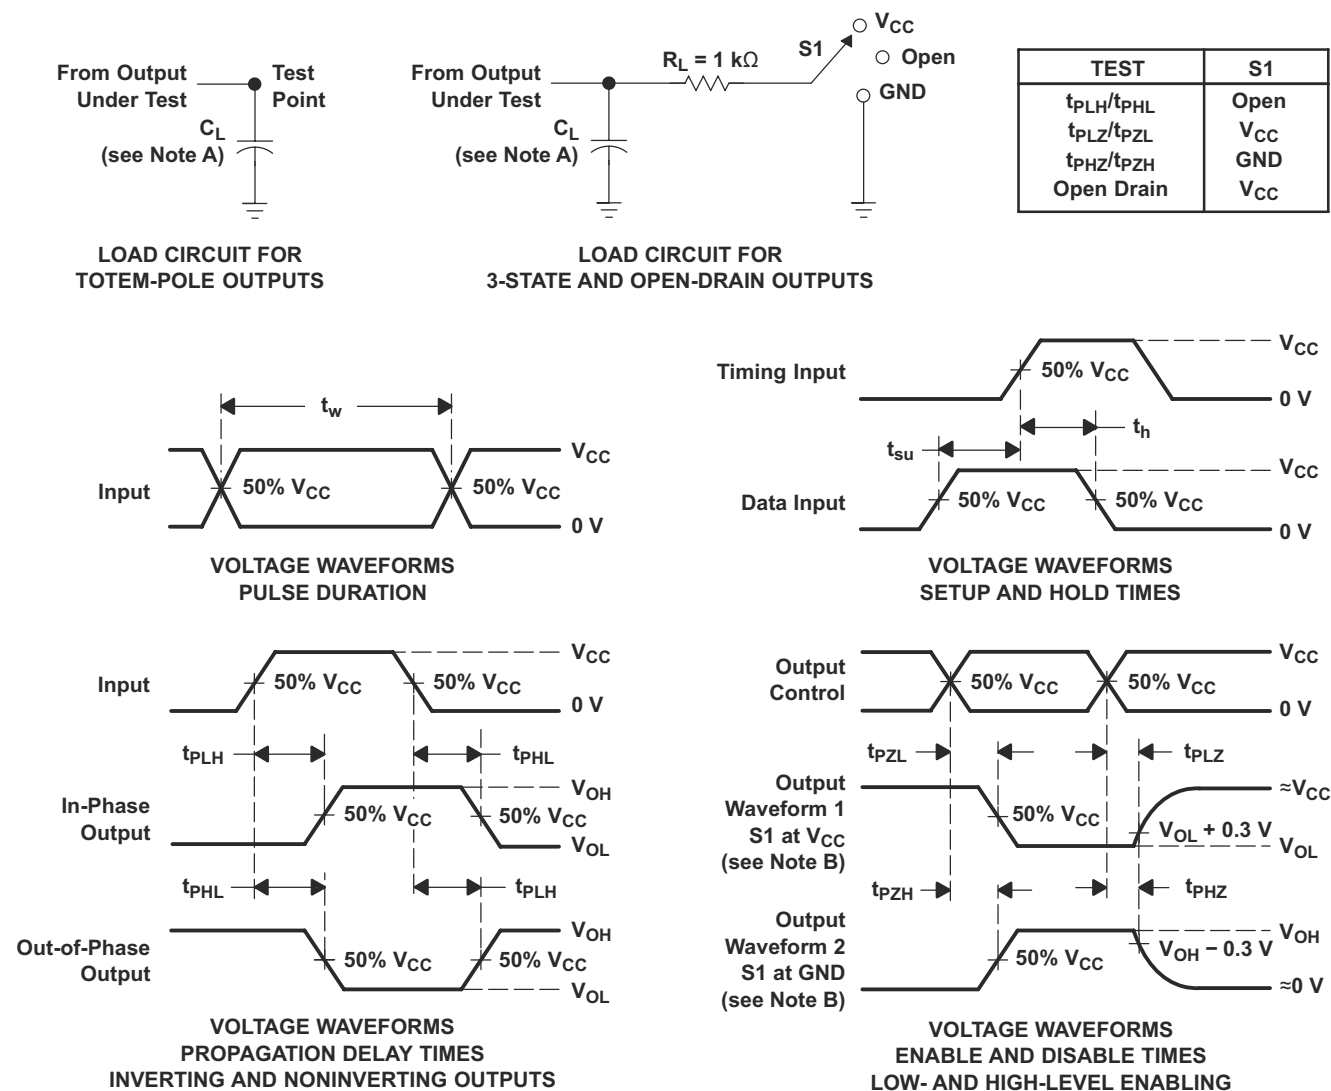 From Output
Under Test
Test
Point
CL
(see Note A)
LOAD CIRCUIT FOR
TOTEM-POLE OUTPUTS
From Output
Under Test
CL
(see Note A)
RL = 1 kΩ
S1
VCC
Open
GND
LOAD CIRCUIT FOR
3-STATE AND OPEN-DRAIN OUTPUTS
TEST S1
tPLH/tPHL Open
tPLZ/tPZL VCC
tPHZ/tPZH GND
Open Drain VCC
tw
Input
50% VCC
50% VCC
VCC
0 V
VOLTAGE WAVEFORMS
PULSE DURATION
Timing Input
50% VCC
VCC
0 V
tsu
th
Data Input
50% VCC
50% VCC
VCC
0 V
VOLTAGE WAVEFORMS
SETUP AND HOLD TIMES
Input
50% VCC
50% VCC
VCC
0 V
tPLH
tPHL
In-Phase
Output
50% VCC
50% VCC
VOH
VOL
tPHL
tPLH
Out-of-Phase
Output
50% VCC
50% VCC
VOH
VOL
VOLTAGE WAVEFORMS
PROPAGATION DELAY TIMES
INVERTING AND NONINVERTING OUTPUTS
Output
Control
50% VCC
50% VCC
VCC
0 V
tPZL
tPLZ
Output
Waveform 1
S1 at VCC
(see Note B)
50% VCC
VOL + 0.3 V
≈VCC
VOL
tPZH
tPHZ
Output
Waveform 2
S1 at GND
(see Note B)
50% VCC
VOH − 0.3 V
VOH
≈0 V
VOLTAGE WAVEFORMS
ENABLE AND DISABLE TIMES
LOW- AND HIGH-LEVEL ENABLING